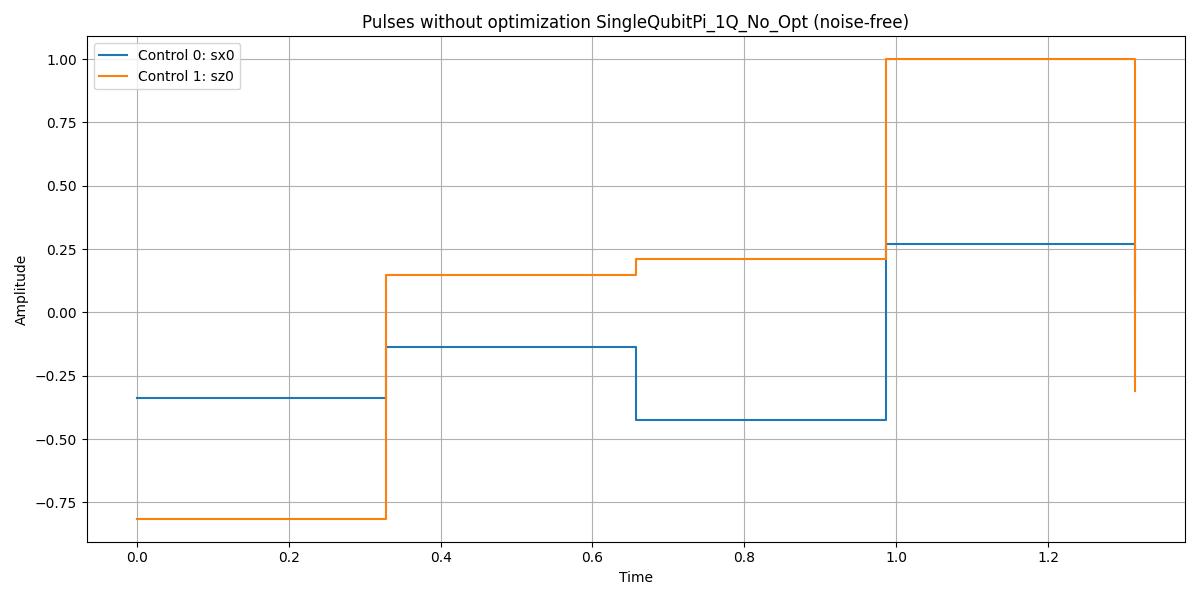 Pulses without optimization SingleQubitPi_1Q_No_Opt (noise-free)
Control 0: sx0
Control 1: sz0
1.00
0.75
0.50
0.25
0.00
−0.25
−0.50
−0.75
Amplitude
0.0 0.2 0.4 0.6 0.8 1.0 1.2
Time